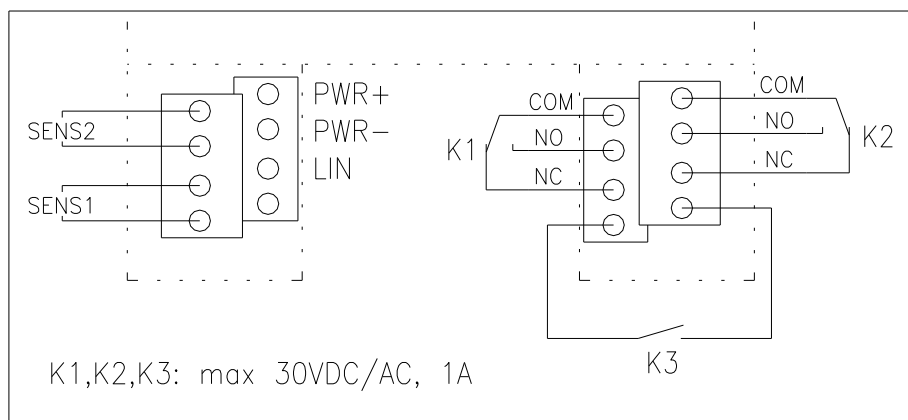 SENS2
SENS1
PWR+
PWR-
LIN
K1
COM
NO
NC
COM
NO
NC
K2
K3
K1,K2,K3: max 30VDC/AC, 1A